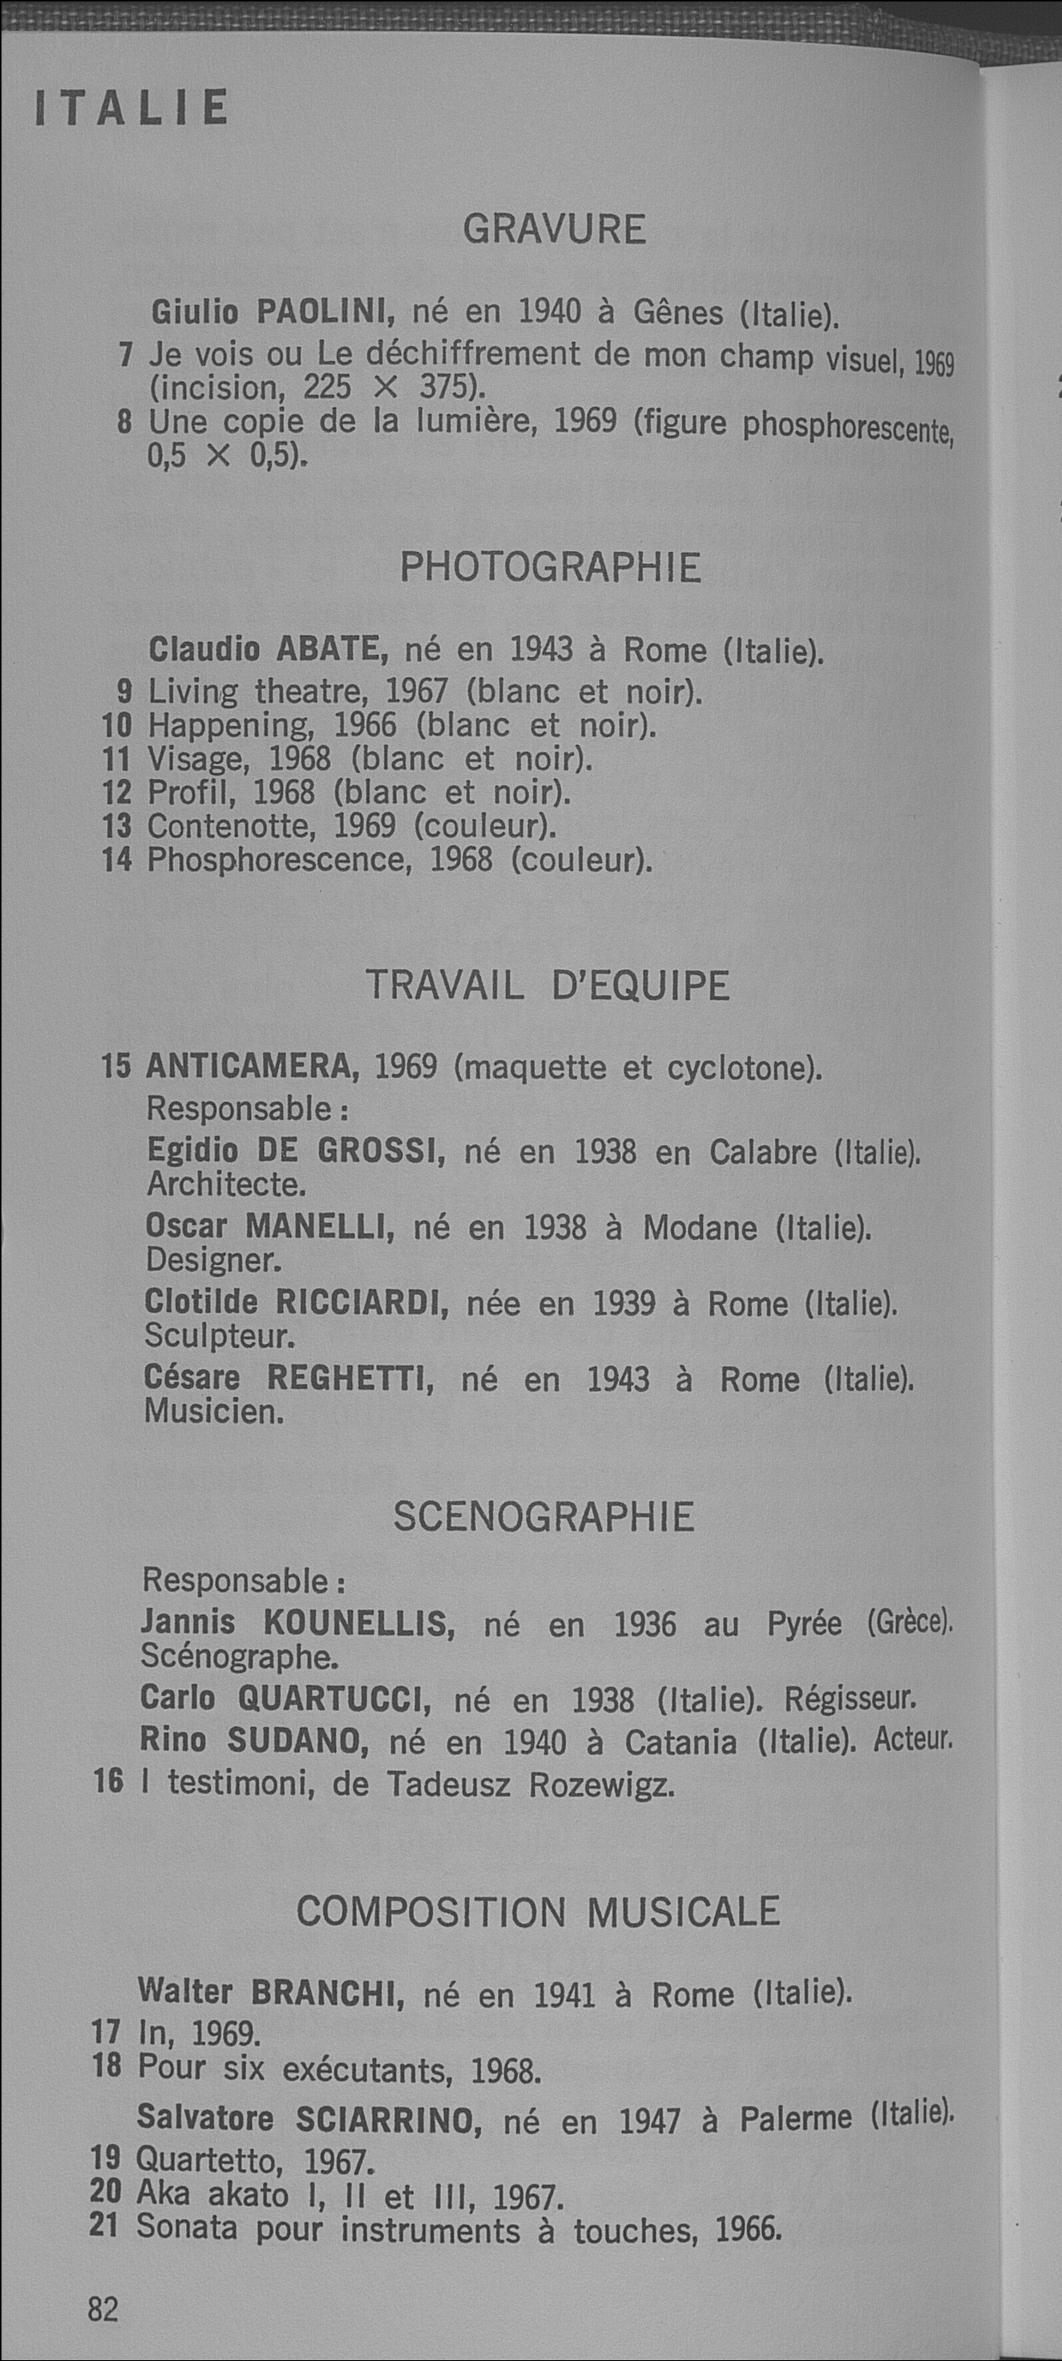 ITALIE
GRAVURE
Giulio PAOLINI, né en 1940 à Gênes (Italie).
7 Je vois ou Le déchiffrement de mon champ visuel, 1969
(incision, 225 × 375).
8 Une copie de la lumière, 1969 (figure phosphorescente,
0,5 × 0,5).
PHOTOGRAPHIE
Claudio ABATE, né en 1943 à Rome (Italie).
9 Living theatre, 1967 (blanc et noir).
10 Happening, 1966 (blanc et noir).
11 Visage, 1968 (blanc et noir).
12 Profil, 1968 (blanc et noir).
13 Contenotte, 1969 (couleur).
14 Phosphorescence, 1968 (couleur).
TRAVAIL D'EQUIPE
15 ANTICAMERA, 1969 (maquette et cyclotone).
Responsable :
Egidio DE GROSSI, né en 1938 en Calabre (Italie).
Architecte.
Oscar MANELLI, né en 1938 à Modane (Italie).
Designer.
Clotilde RICCIARDI, née en 1939 à Rome (Italie).
Sculpteur.
Césare REGHETTI, né en 1943 à Rome (Italie).
Musicien.
SCENOGRAPHIE
Responsable :
Jannis KOUNELLIS, né en 1936 au Pyrée (Grèce).
Scénographe.
Carlo QUARTUCCI, né en 1938 (Italie). Régisseur.
Rino SUDANO, né en 1940 à Catania (Italie). Acteur.
16 I testimoni, de Tadeusz Rozewigz.
COMPOSITION MUSICALE
Walter BRANCHI, né en 1941 à Rome (Italie).
17 In, 1969.
18 Pour six exécutants, 1968.
Salvatore SCIARRINO, né en 1947 à Palerme (Italie).
19 Quartetto, 1967.
20 Aka akato I, II et III, 1967.
21 Sonata pour instruments à touches, 1966.
82